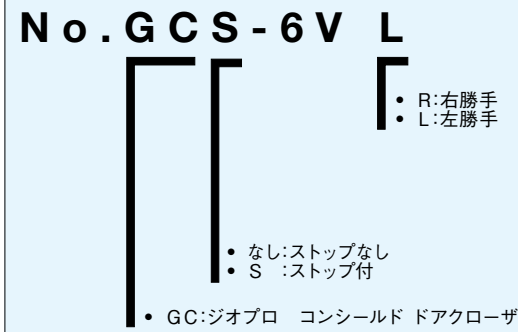 No.GCS-6V L
• R:右勝手
• L:左勝手
• なし:ストップなし
• S :ストップ付
• GC:ジオプロ コンシールド ドアクローザ